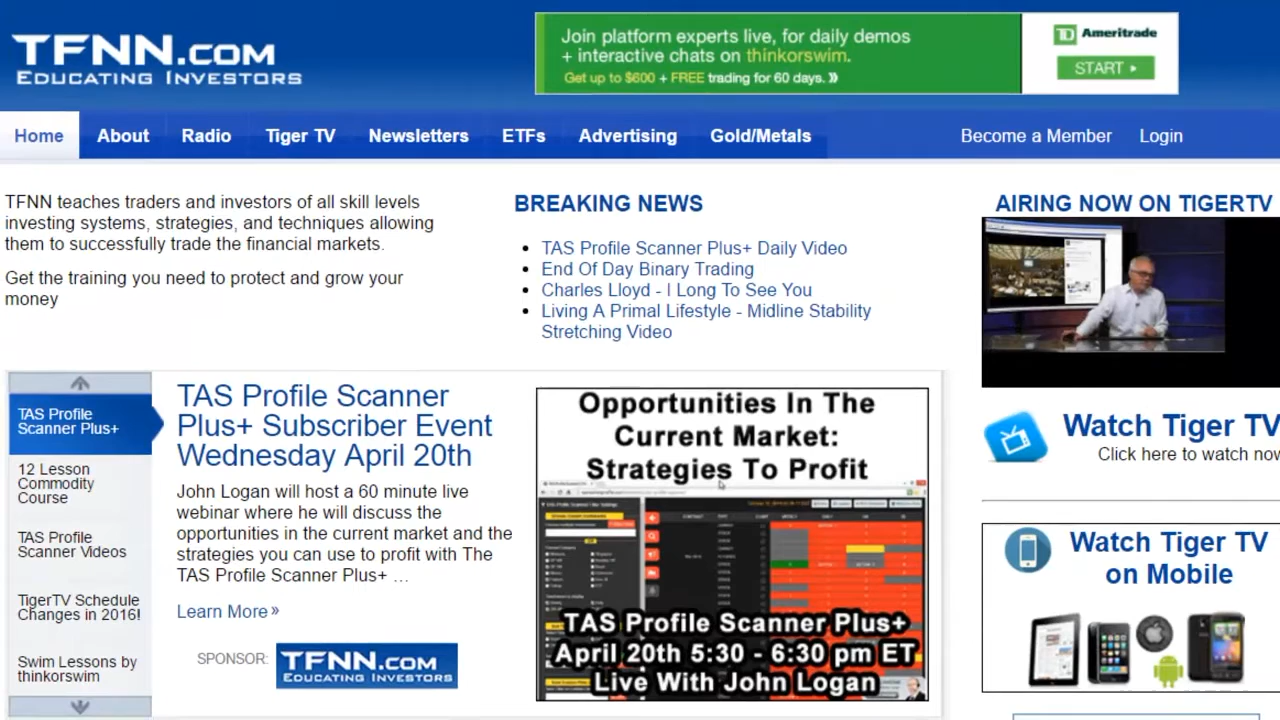 TFNN.COM
EDUCATING INVESTORS
Join platform experts live, for daily demos
+ interactive chats on thinkorswim.
Get up to $600 + FREE trading for 60 days. »
TD Ameritrade
START
Home
About
Radio
Tiger TV
Newsletters
ETFs
Advertising
Gold/Metals
Become a Member
Login
TFNN teaches traders and investors of all skill levels
investing systems, strategies, and techniques allowing
them to successfully trade the financial markets.
Get the training you need to protect and grow your
money
BREAKING NEWS
TAS Profile Scanner Plus+ Daily Video
End Of Day Binary Trading
Charles Lloyd - I Long To See You
Living A Primal Lifestyle - Midline Stability
Stretching Video
AIRING NOW ON TIGERTV
TAS Profile
Scanner Plus+
12 Lesson
Commodity
Course
TAS Profile
Scanner Videos
TigerTV Schedule
Changes in 2016!
Swim Lessons by
thinkorswim
TAS Profile Scanner
Plus+ Subscriber Event
Wednesday April 20th
John Logan will host a 60 minute live
webinar where he will discuss the
opportunities in the current market and the
strategies you can use to profit with The
TAS Profile Scanner Plus+ …
Learn More »
SPONSOR:
TFNN.COM
EDUCATING INVESTORS
Opportunities In The
Current Market:
Strategies To Profit
TAS Profile Scanner Plus+
April 20th 5:30 - 6:30 pm ET
Live With John Logan
Watch Tiger TV
Click here to watch now
Watch Tiger TV
on Mobile